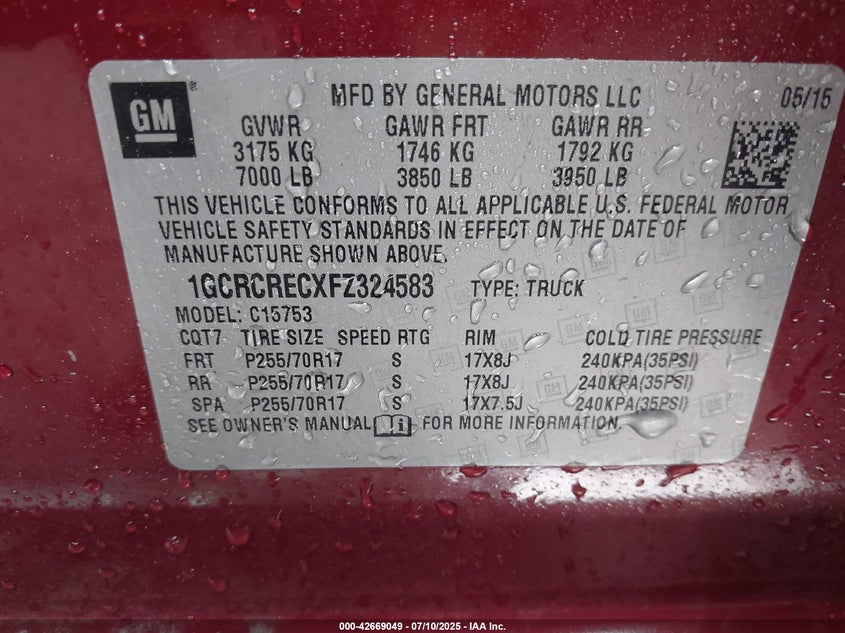 GM ®
MFD BY GENERAL MOTORS LLC 05/15
GVWR GAWR FRT GAWR RR
3175 KG 1746 KG 1792 KG
7000 LB 3850 LB 3950 LB
THIS VEHICLE CONFORMS TO ALL APPLICABLE U.S. FEDERAL MOTOR
VEHICLE SAFETY STANDARDS IN EFFECT ON THE DATE OF
MANUFACTURE SHOWN ABOVE.
1GCRCRECXFZ324583 TYPE: TRUCK
MODEL: C15753
CQT7 TIRE SIZE SPEED RTG RIM COLD TIRE PRESSURE
FRT P255/70R17 S 17X8J 240KPA(35PSI)
RR P255/70R17 S 17X8J 240KPA(35PSI)
SPA P255/70R17 S 17X7.5J 240KPA(35PSI)
SEE OWNER'S MANUAL FOR MORE INFORMATION.
000-42669049 - 07/10/2025 - IAA Inc.